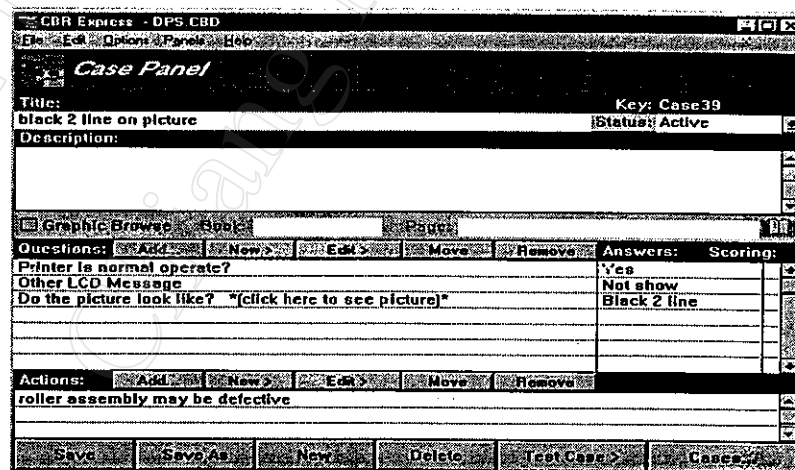 CBR Express - DPS.CBD
File Edit Options Panels Help
Case Panel
Title: Key: Case39
black 2 line on picture Status: Active
Description:
Graphic Browse Book: Page:
Questions: Add... New > Edit > Move Remove Answers: Scoring:
Printer is normal operate? Yes
Other LCD Message Not show
Do the picture look like? *(click here to see picture)* Black 2 line
Actions: Add... New > Edit > Move Remove
roller assembly may be defective
Save Save As New Delete Test Case > Cases...